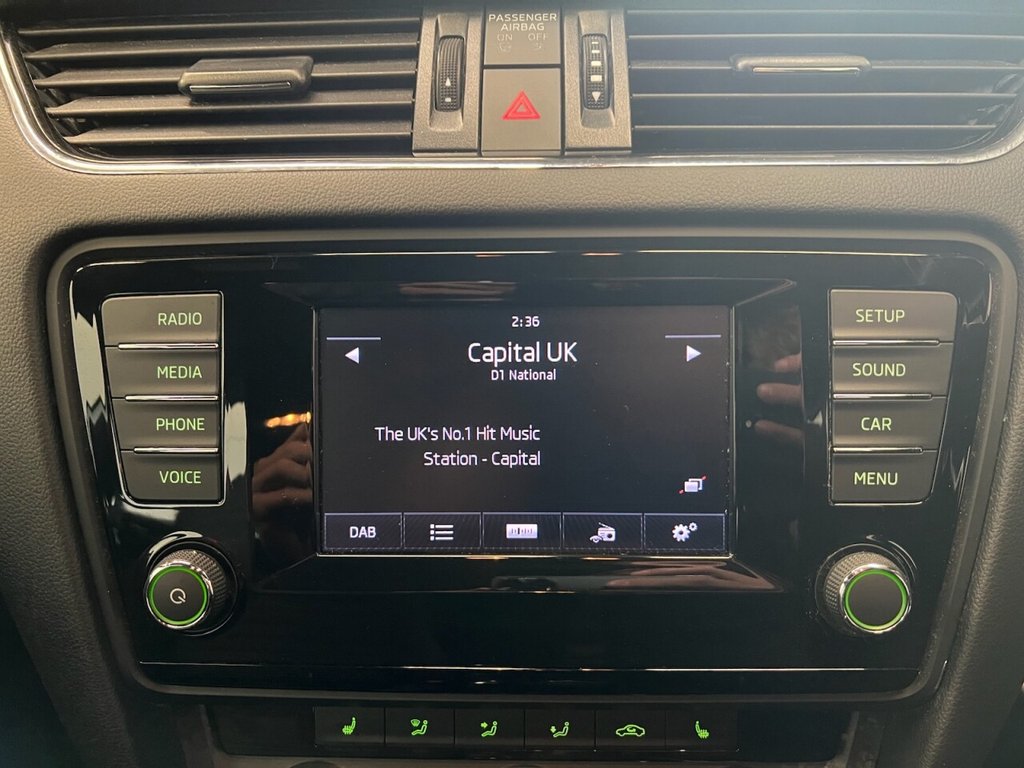 PASSENGER
AIRBAG
ON OFF
RADIO
MEDIA
PHONE
VOICE
2:36
Capital UK
D1 National
The UK's No.1 Hit Music
Station - Capital
DAB
SETUP
SOUND
CAR
MENU